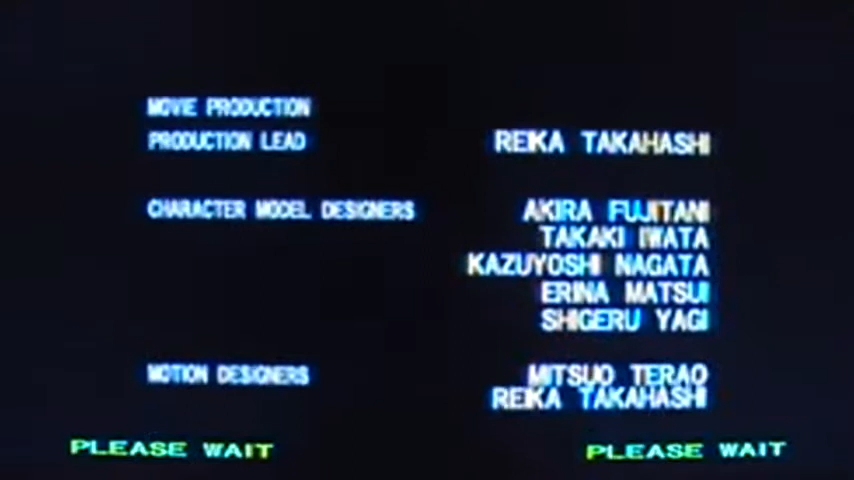 MOVIE PRODUCTION
PRODUCTION LEAD REIKA TAKAHASHI
CHARACTER MODEL DESIGNERS AKIRA FUJITANI
TAKAKI IWATA
KAZUYOSHI NAGATA
ERINA MATSUI
SHIGERU YAGI
MOTION DESIGNERS MITSUO TERAO
REIKA TAKAHASHI
PLEASE WAIT PLEASE WAIT